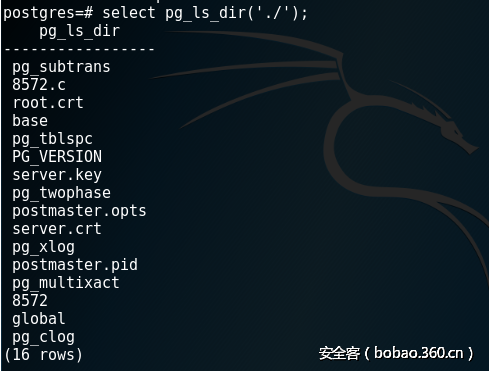 postgres=# select pg_ls_dir('./');
pg_ls_dir
-----------------
pg_subtrans
8572.c
root.crt
base
pg_tblspc
PG_VERSION
server.key
pg_twophase
postmaster.opts
server.crt
pg_xlog
postmaster.pid
pg_multixact
8572
global
pg_clog
(16 rows)
安全客（bobao.360.cn）